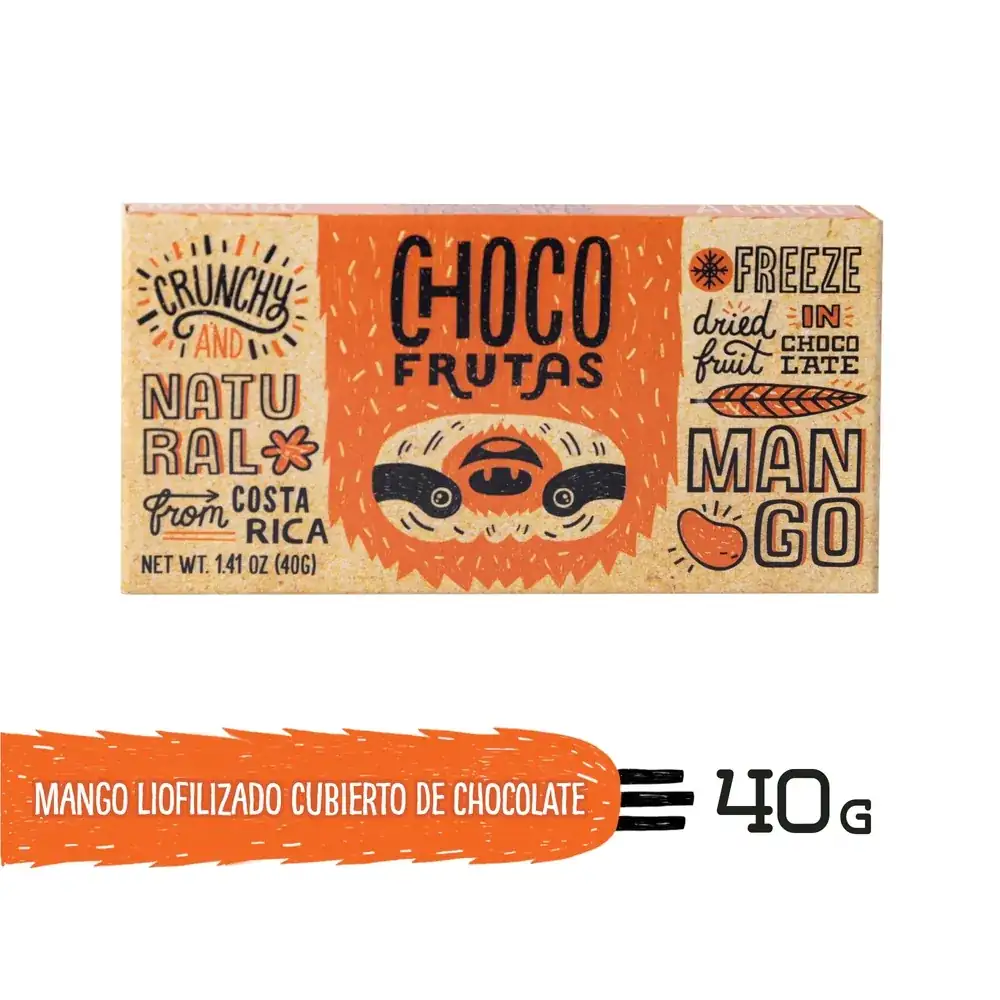 CRUNCHY
AND
NATU
RAL
from COSTA
RICA
NET WT. 1.41 OZ (40G)
CHOCO
FRUTAS
FREEZE
dried
fruit
IN
CHOCO
LATE
MAN
GO
MANGO LIOFILIZADO CUBIERTO DE CHOCOLATE
40G